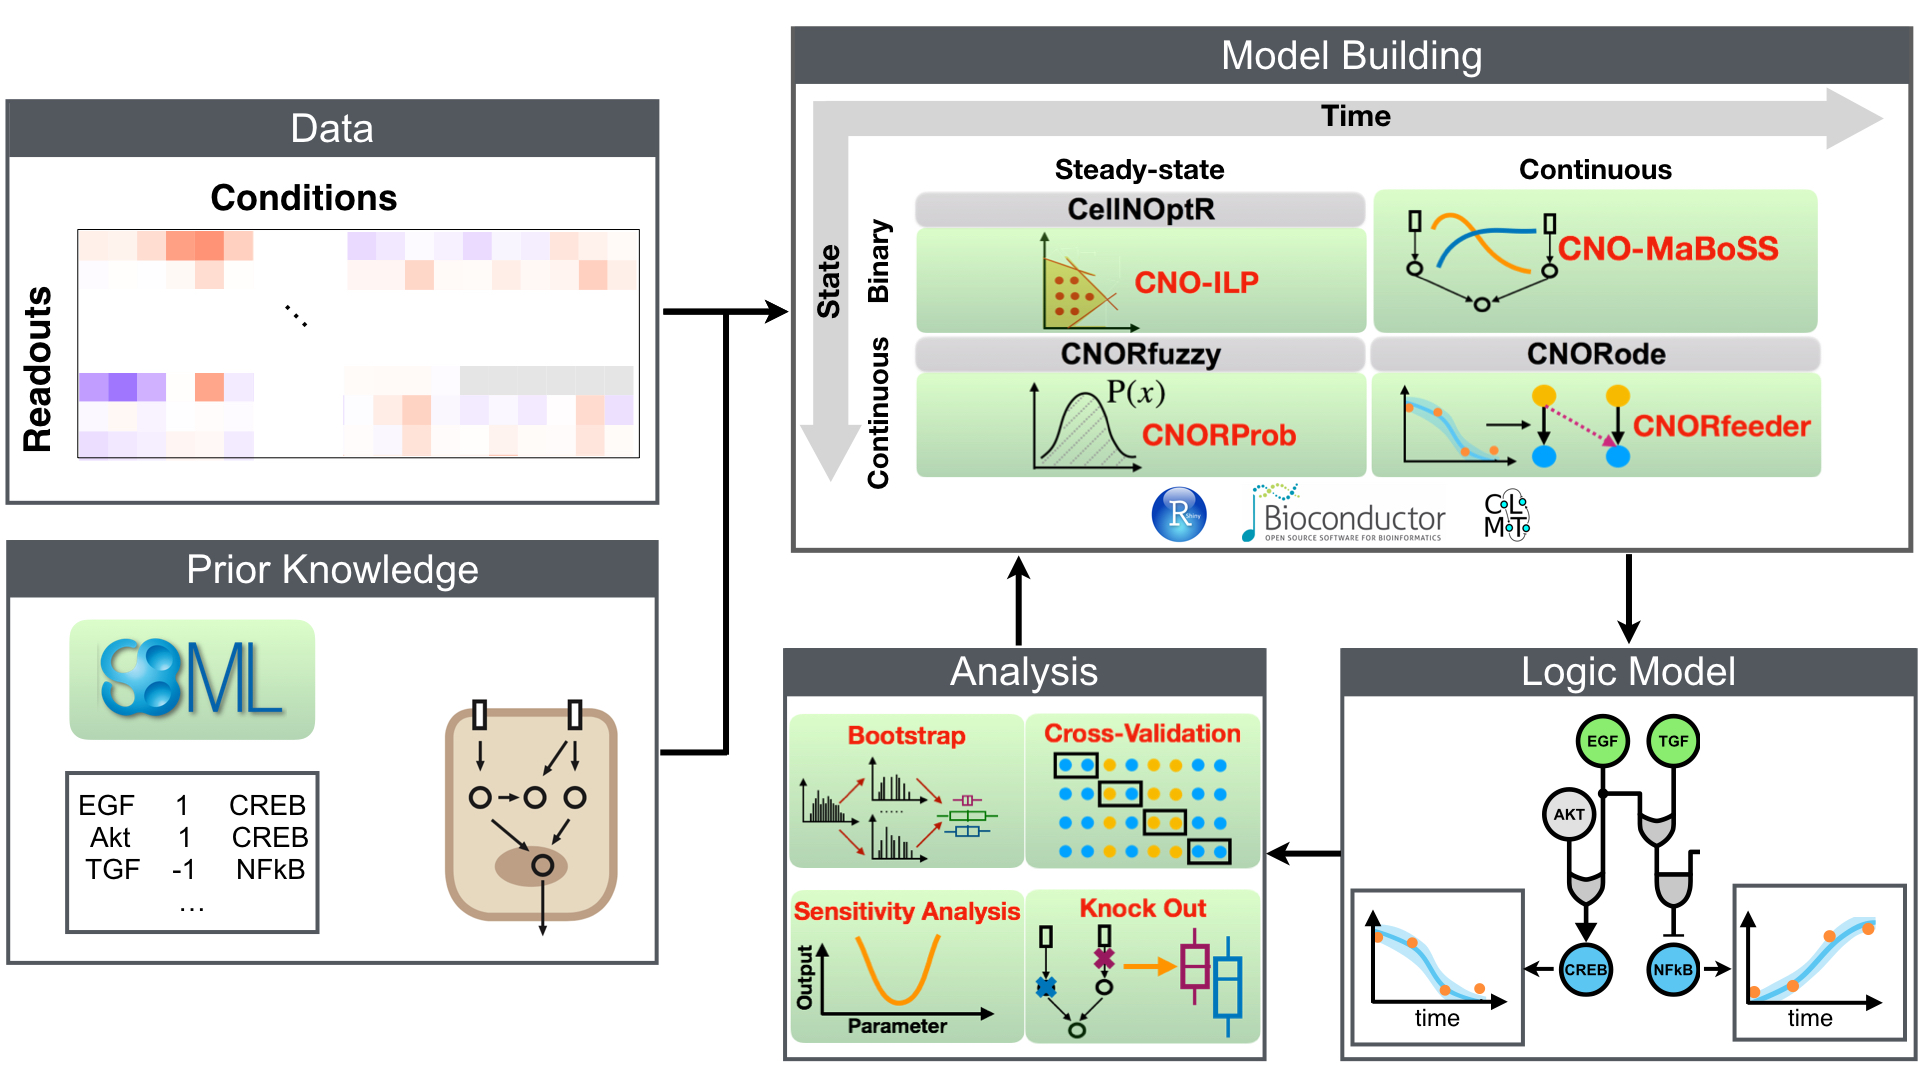 Data
Conditions
Readouts
Prior Knowledge
SBML
EGF 1 CREB
Akt 1 CREB
TGF -1 NFkB
...
Model Building
Time
State
Steady-state
Continuous
Binary
Continuous
CellNOptR
CNO-ILP
CNO-MaBoSS
CNORfuzzy
P(x)
CNORProb
CNORode
CNORfeeder
R Shiny
Bioconductor
OPEN SOURCE SOFTWARE FOR BIOINFORMATICS
CL
MT
Analysis
Bootstrap
Cross-Validation
Sensitivity Analysis
Output
Parameter
Knock Out
Logic Model
EGF
TGF
AKT
CREB
NFkB
time
time